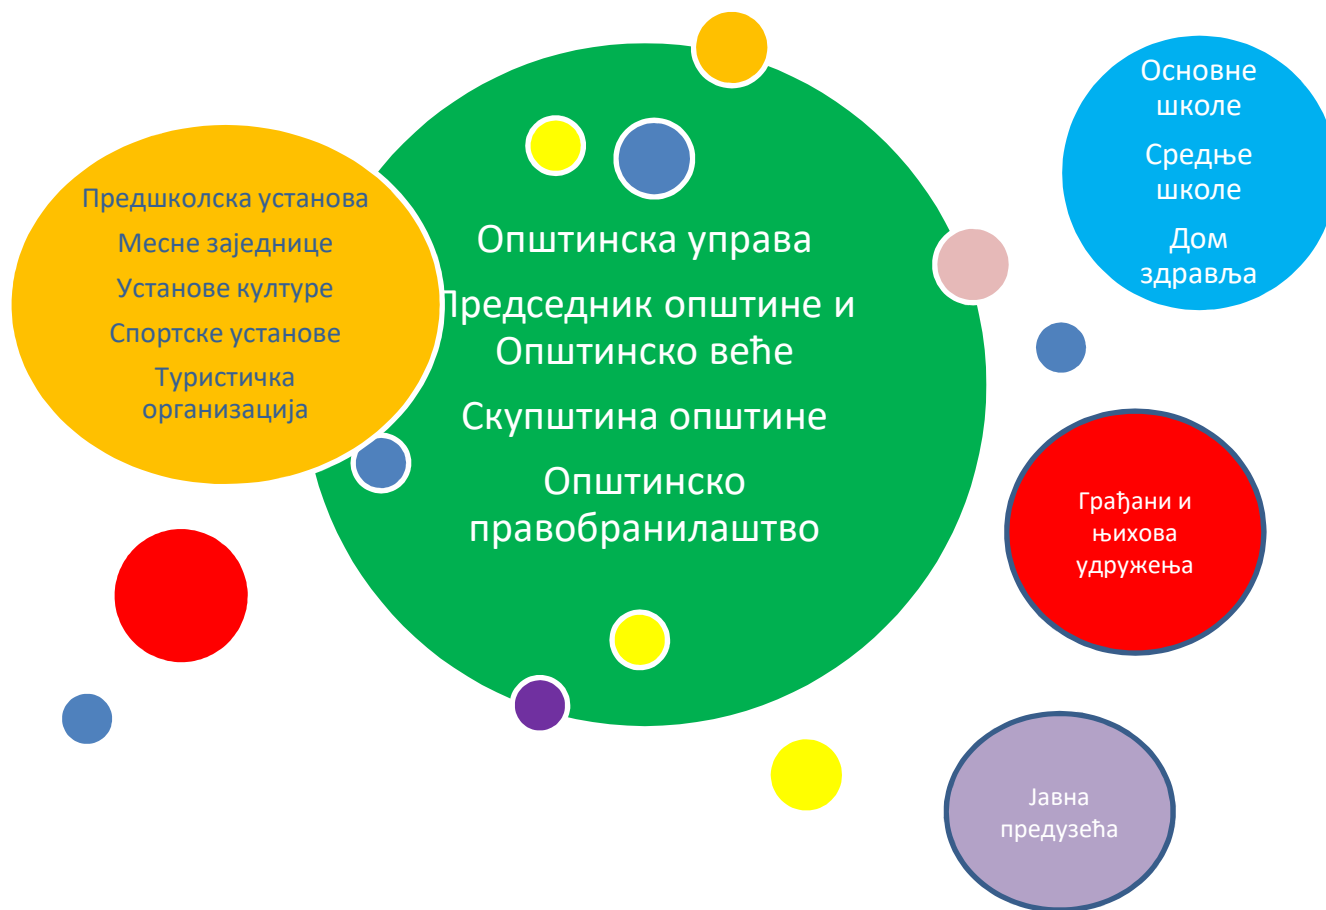 Предшколска установа
Месне заједнице
Установе културе
Спортске установе
Туристичка
организација
Општинска управа
Председник општине и
Општинско веће
Скупштина општине
Општинско
правобранилаштво
Основне
школе
Средње
школе
Дом
здравља
Грађани и
њихова
удружења
Јавна
предузећа